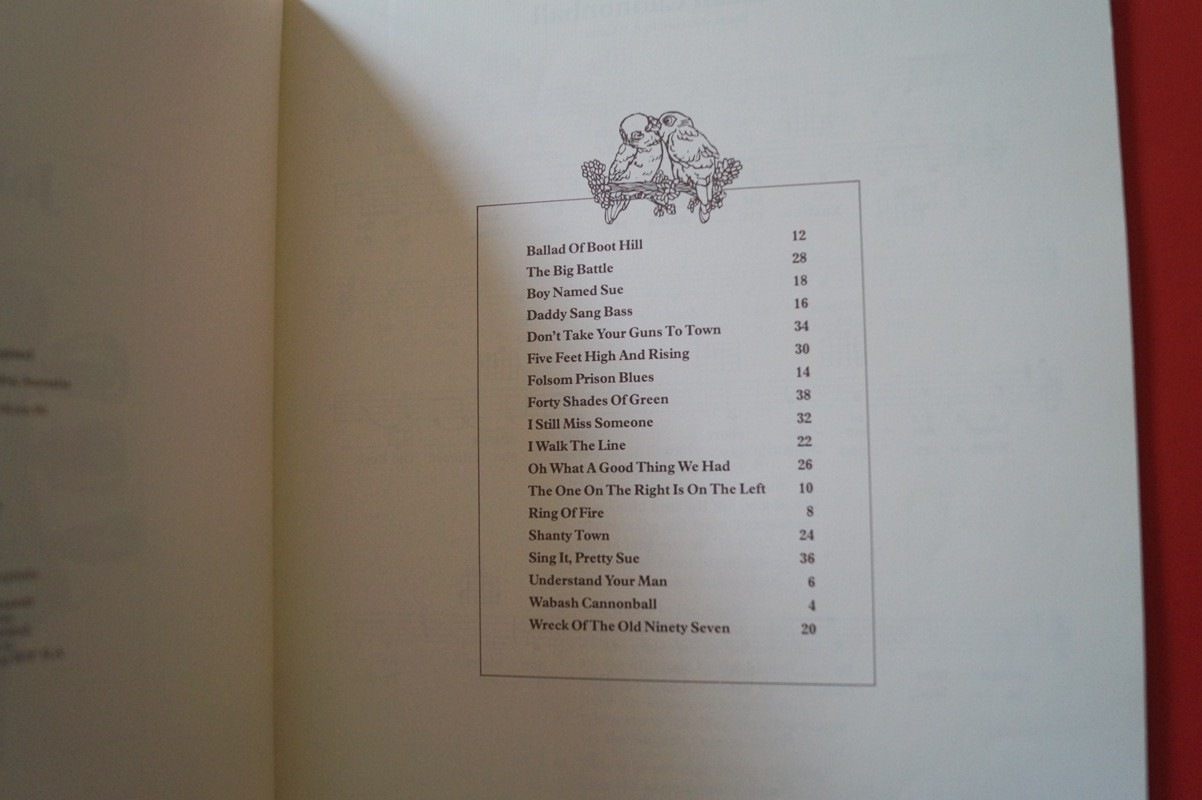 Ballad Of Boot Hill 12
The Big Battle 28
Boy Named Sue 18
Daddy Sang Bass 16
Don't Take Your Guns To Town 34
Five Feet High And Rising 30
Folsom Prison Blues 14
Forty Shades Of Green 38
I Still Miss Someone 32
I Walk The Line 22
Oh What A Good Thing We Had 26
The One On The Right Is On The Left 10
Ring Of Fire 8
Shanty Town 24
Sing It, Pretty Sue 36
Understand Your Man 6
Wabash Cannonball 4
Wreck Of The Old Ninety Seven 20